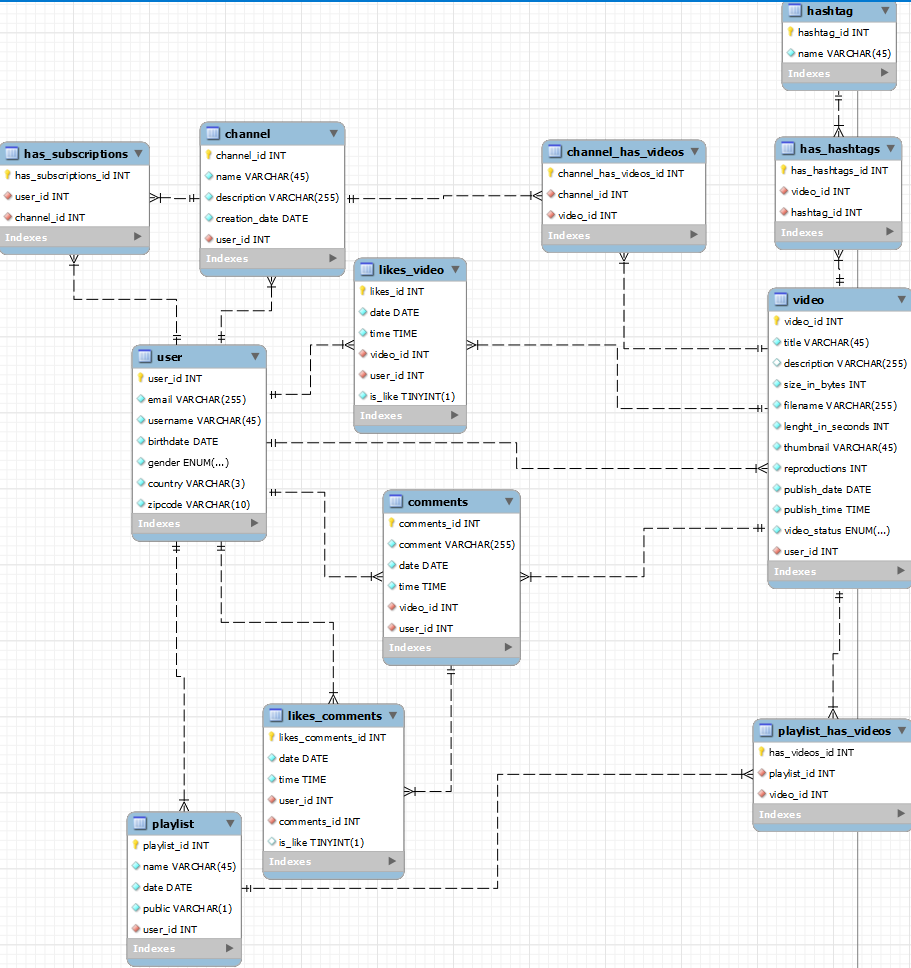 hashtag
hashtag_id INT
name VARCHAR(45)
Indexes
has_subscriptions
has_subscriptions_id INT
user_id INT
channel_id INT
Indexes
channel
channel_id INT
name VARCHAR(45)
description VARCHAR(255)
creation_date DATE
user_id INT
Indexes
channel_has_videos
channel_has_videos_id INT
channel_id INT
video_id INT
Indexes
has_hashtags
has_hashtags_id INT
video_id INT
hashtag_id INT
Indexes
likes_video
likes_id INT
date DATE
time TIME
video_id INT
user_id INT
is_like TINYINT(1)
Indexes
video
video_id INT
title VARCHAR(45)
description VARCHAR(255)
size_in_bytes INT
filename VARCHAR(255)
lenght_in_seconds INT
thumbnail VARCHAR(45)
reproductions INT
publish_date DATE
publish_time TIME
video_status ENUM(...)
user_id INT
Indexes
user
user_id INT
email VARCHAR(255)
username VARCHAR(45)
birthdate DATE
gender ENUM(...)
country VARCHAR(3)
zipcode VARCHAR(10)
Indexes
comments
comments_id INT
comment VARCHAR(255)
date DATE
time TIME
video_id INT
user_id INT
Indexes
likes_comments
likes_comments_id INT
date DATE
time TIME
user_id INT
comments_id INT
is_like TINYINT(1)
Indexes
playlist_has_videos
has_videos_id INT
playlist_id INT
video_id INT
Indexes
playlist
playlist_id INT
name VARCHAR(45)
date DATE
public VARCHAR(1)
user_id INT
Indexes